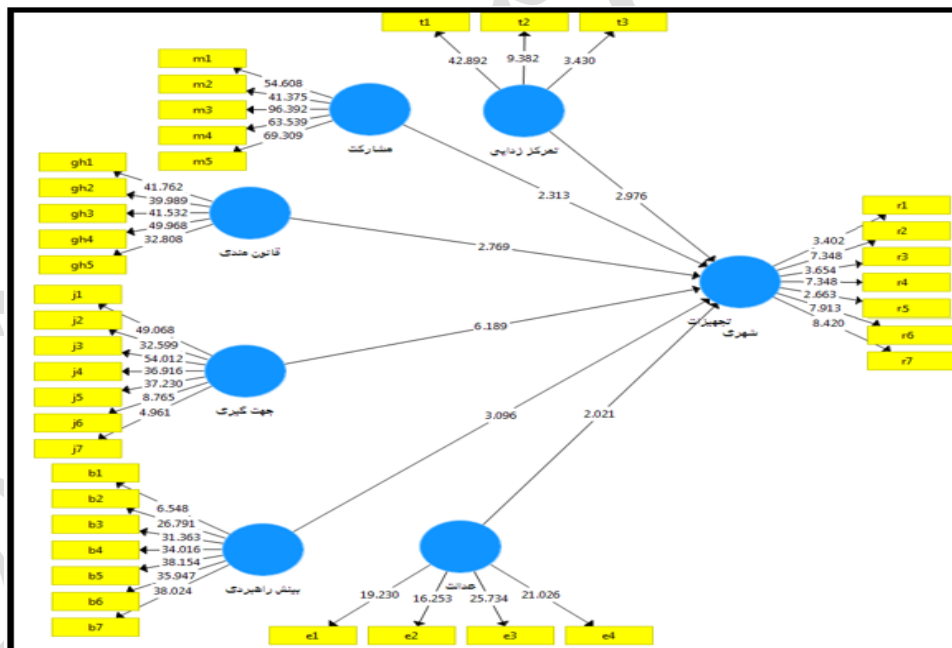 t1 t2 t3
42.892 9.382 3.430
تمرکز زدایی
m1
m2
m3
m4
m5
54.608
41.375
96.392
63.539
69.309
مشارکت
2.313
2.976
gh1
gh2
gh3
gh4
gh5
41.762
39.989
41.532
49.968
32.808
قانون مندی
2.769
r1
r2
r3
r4
r5
r6
r7
3.402
7.348
3.654
7.348
2.663
7.913
8.420
تجهیزات
شهری
j1
j2
j3
j4
j5
j6
j7
49.068
32.599
54.012
36.916
37.230
8.765
4.961
جهت گیری
6.189
3.096
2.021
b1
b2
b3
b4
b5
b6
b7
6.548
26.791
31.363
34.016
38.154
35.947
38.024
بینش راهبردی
عدالت
19.230 16.253 25.734 21.026
e1 e2 e3 e4